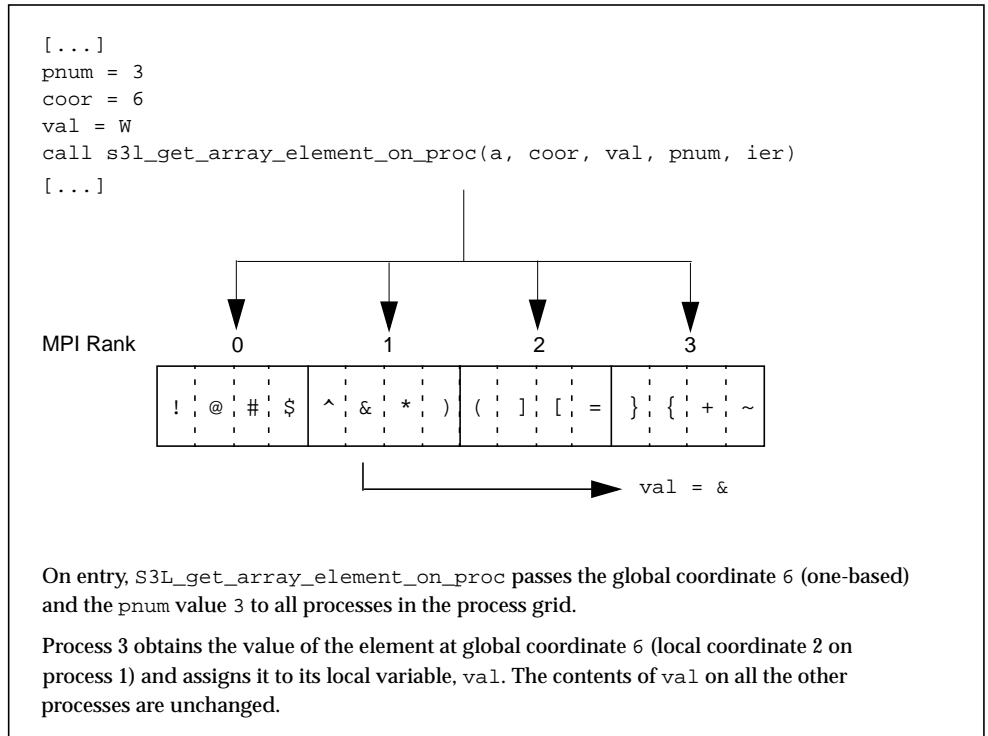 [...]
pnum = 3
coor = 6
val = W
call s3l_get_array_element_on_proc(a, coor, val, pnum, ier)
[...]
MPI Rank 0 1 2 3
! @ # $ ^ & * ) ( ] [ = } { + ~
val = &
On entry, S3L_get_array_element_on_proc passes the global coordinate 6 (one-based)
and the pnum value 3 to all processes in the process grid.
Process 3 obtains the value of the element at global coordinate 6 (local coordinate 2 on
process 1) and assigns it to its local variable, val. The contents of val on all the other
processes are unchanged.